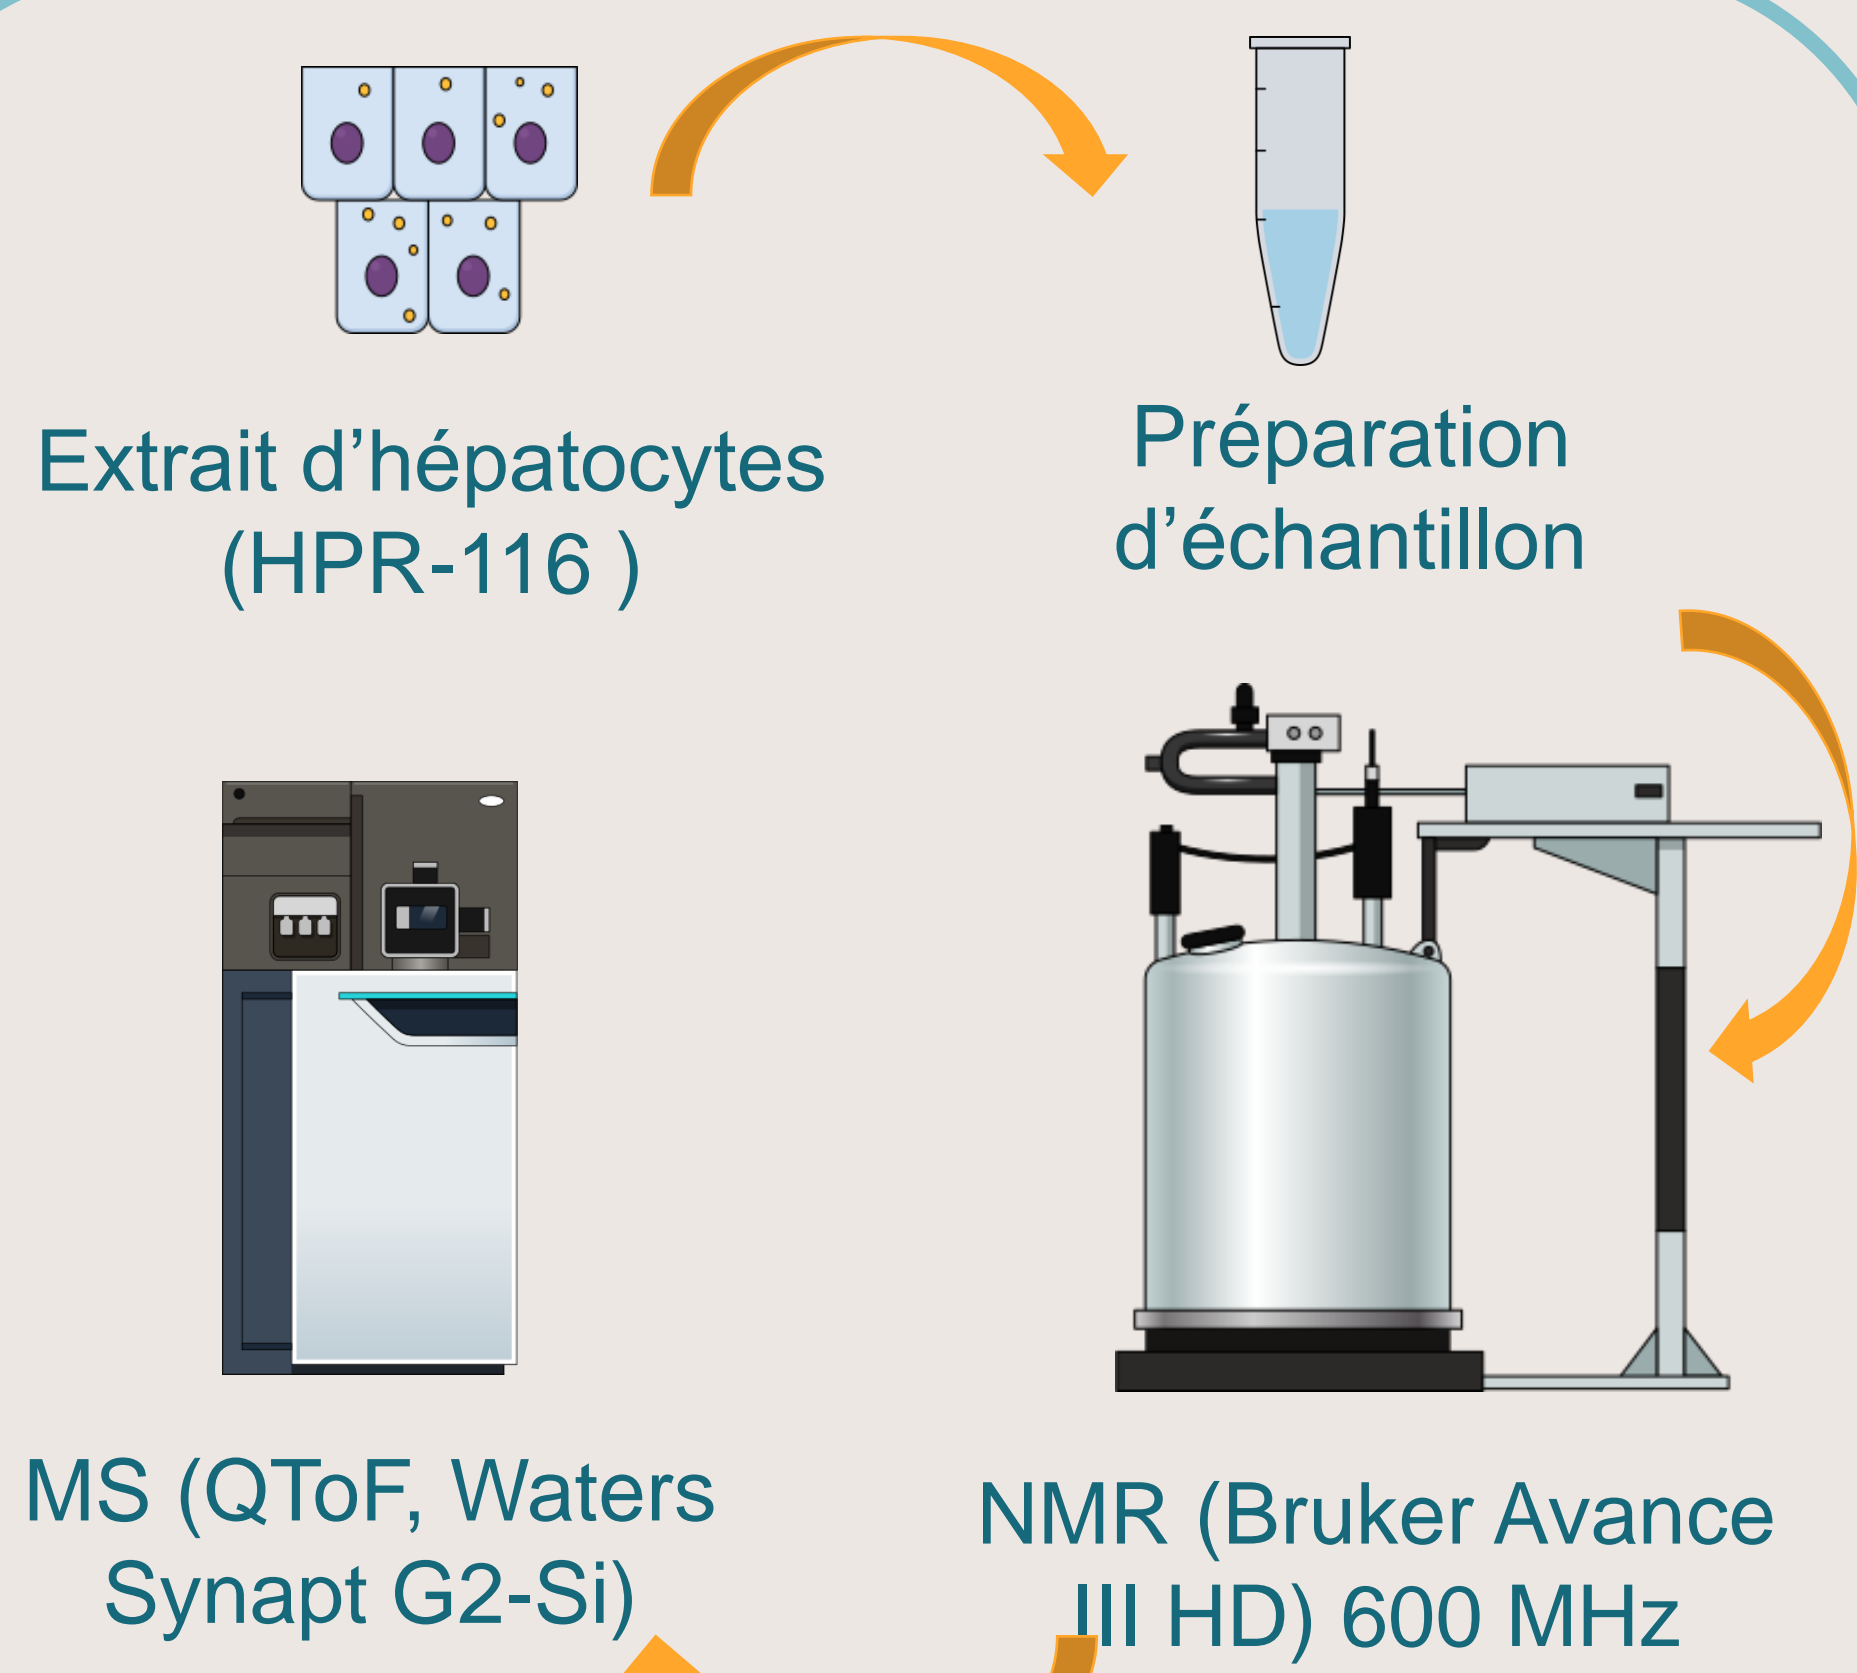 Extrait d’hépatocytes
(HPR-116 )
Préparation
d’échantillon
MS (QToF, Waters
Synapt G2-Si)
NMR (Bruker Avance
III HD) 600 MHz